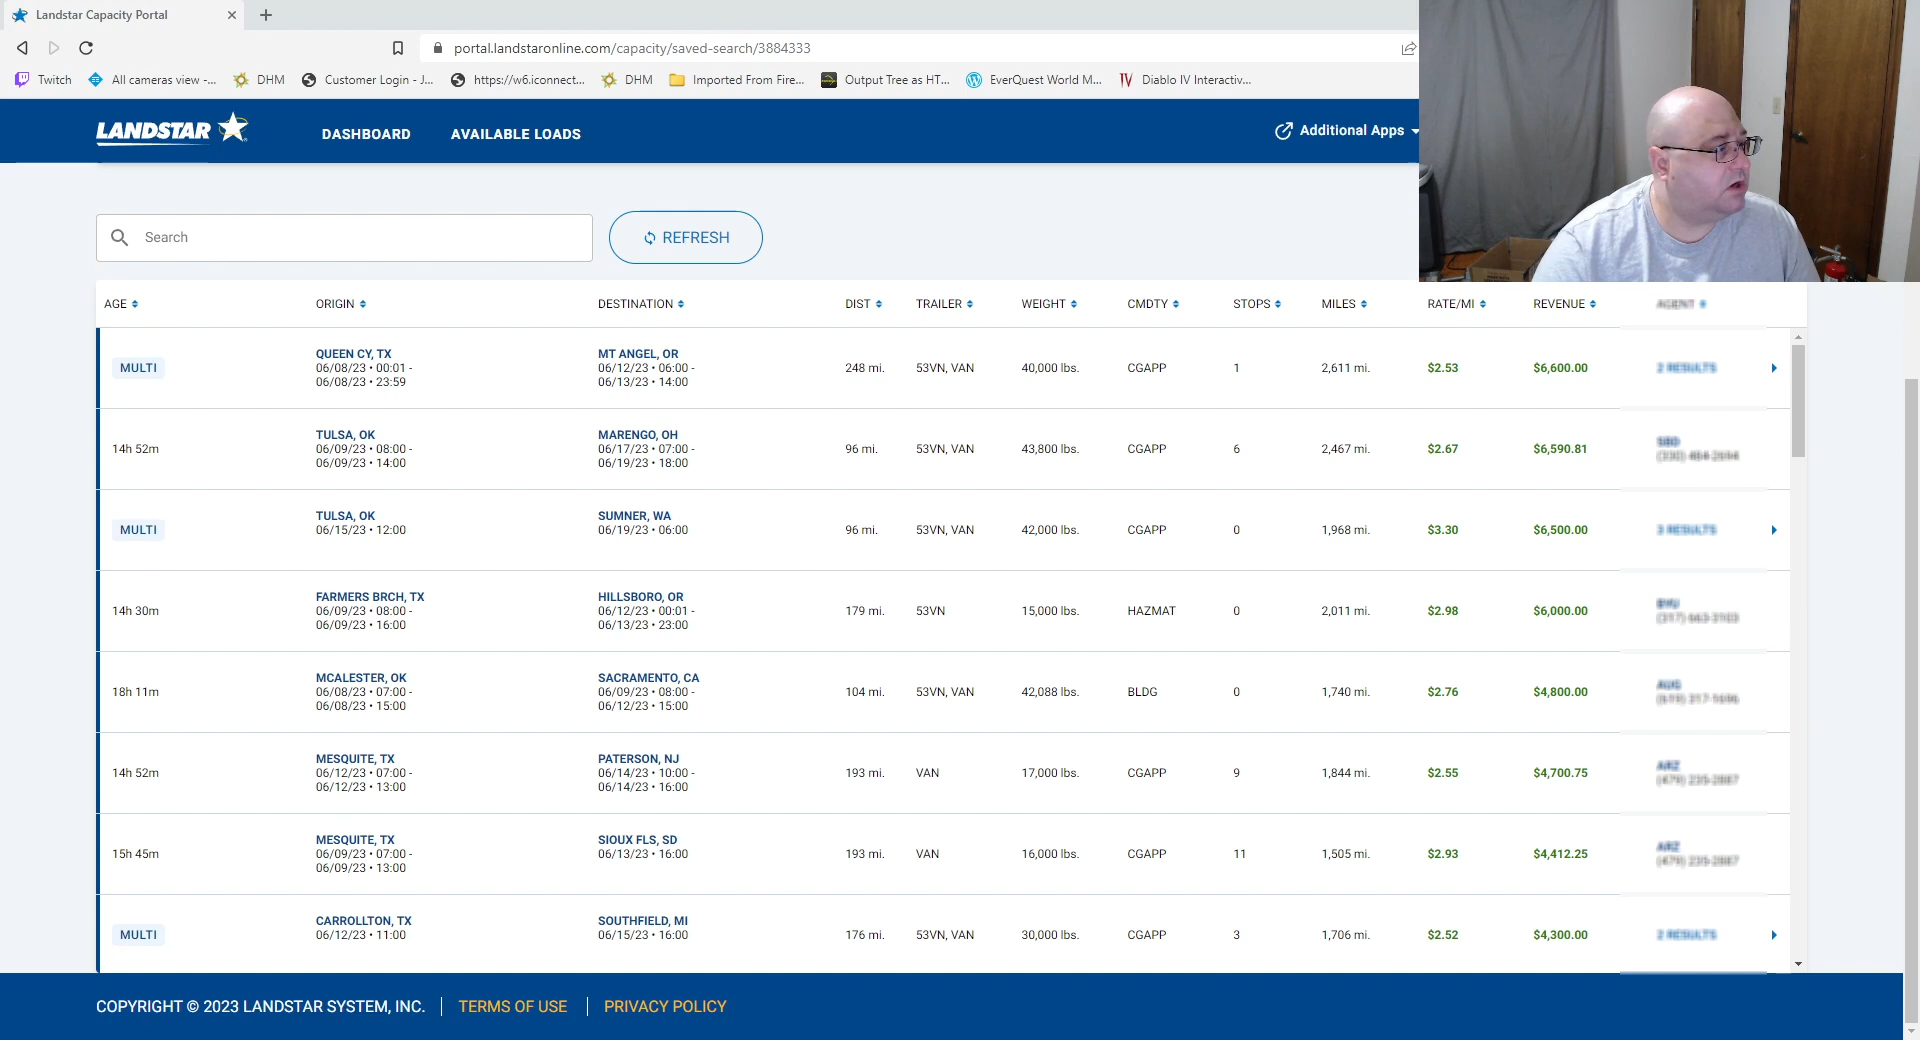 Landstar Capacity Portal
portal.landstaronline.com/capacity/saved-search/3884333
Twitch All cameras view -... DHM Customer Login - J... https://w6.iconnect... DHM Imported From Fire... Output Tree as HT... EverQuest World M... Diablo IV Interactiv...
LANDSTAR DASHBOARD AVAILABLE LOADS Additional Apps
Search REFRESH
AGE ORIGIN DESTINATION DIST TRAILER WEIGHT CMDTY STOPS MILES RATE/MI REVENUE
QUEEN CY, TX MT ANGEL, OR
MULTI 06/08/23 • 00:01 - 06/12/23 • 06:00 - 248 mi. 53VN, VAN 40,000 lbs. CGAPP 1 2,611 mi. $2.53 $6,600.00
06/08/23 • 23:59 06/13/23 • 14:00
TULSA, OK MARENGO, OH
14h 52m 06/09/23 • 08:00 - 06/17/23 • 07:00 - 96 mi. 53VN, VAN 43,800 lbs. CGAPP 6 2,467 mi. $2.67 $6,590.81
06/09/23 • 14:00 06/19/23 • 18:00
TULSA, OK SUMNER, WA
MULTI 06/15/23 • 12:00 06/19/23 • 06:00 96 mi. 53VN, VAN 42,000 lbs. CGAPP 0 1,968 mi. $3.30 $6,500.00
FARMERS BRCH, TX HILLSBORO, OR
14h 30m 06/09/23 • 08:00 - 06/12/23 • 00:01 - 179 mi. 53VN 15,000 lbs. HAZMAT 0 2,011 mi. $2.98 $6,000.00
06/09/23 • 16:00 06/13/23 • 23:00
MCALESTER, OK SACRAMENTO, CA
18h 11m 06/08/23 • 07:00 - 06/09/23 • 08:00 - 104 mi. 53VN, VAN 42,088 lbs. BLDG 0 1,740 mi. $2.76 $4,800.00
06/08/23 • 15:00 06/12/23 • 15:00
MESQUITE, TX PATERSON, NJ
14h 52m 06/12/23 • 07:00 - 06/14/23 • 10:00 - 193 mi. VAN 17,000 lbs. CGAPP 9 1,844 mi. $2.55 $4,700.75
06/12/23 • 13:00 06/14/23 • 16:00
MESQUITE, TX SIOUX FLS, SD
15h 45m 06/09/23 • 07:00 - 06/13/23 • 16:00 193 mi. VAN 16,000 lbs. CGAPP 11 1,505 mi. $2.93 $4,412.25
06/09/23 • 13:00
CARROLLTON, TX SOUTHFIELD, MI
MULTI 06/12/23 • 11:00 06/15/23 • 16:00 176 mi. 53VN, VAN 30,000 lbs. CGAPP 3 1,706 mi. $2.52 $4,300.00
COPYRIGHT © 2023 LANDSTAR SYSTEM, INC. TERMS OF USE PRIVACY POLICY